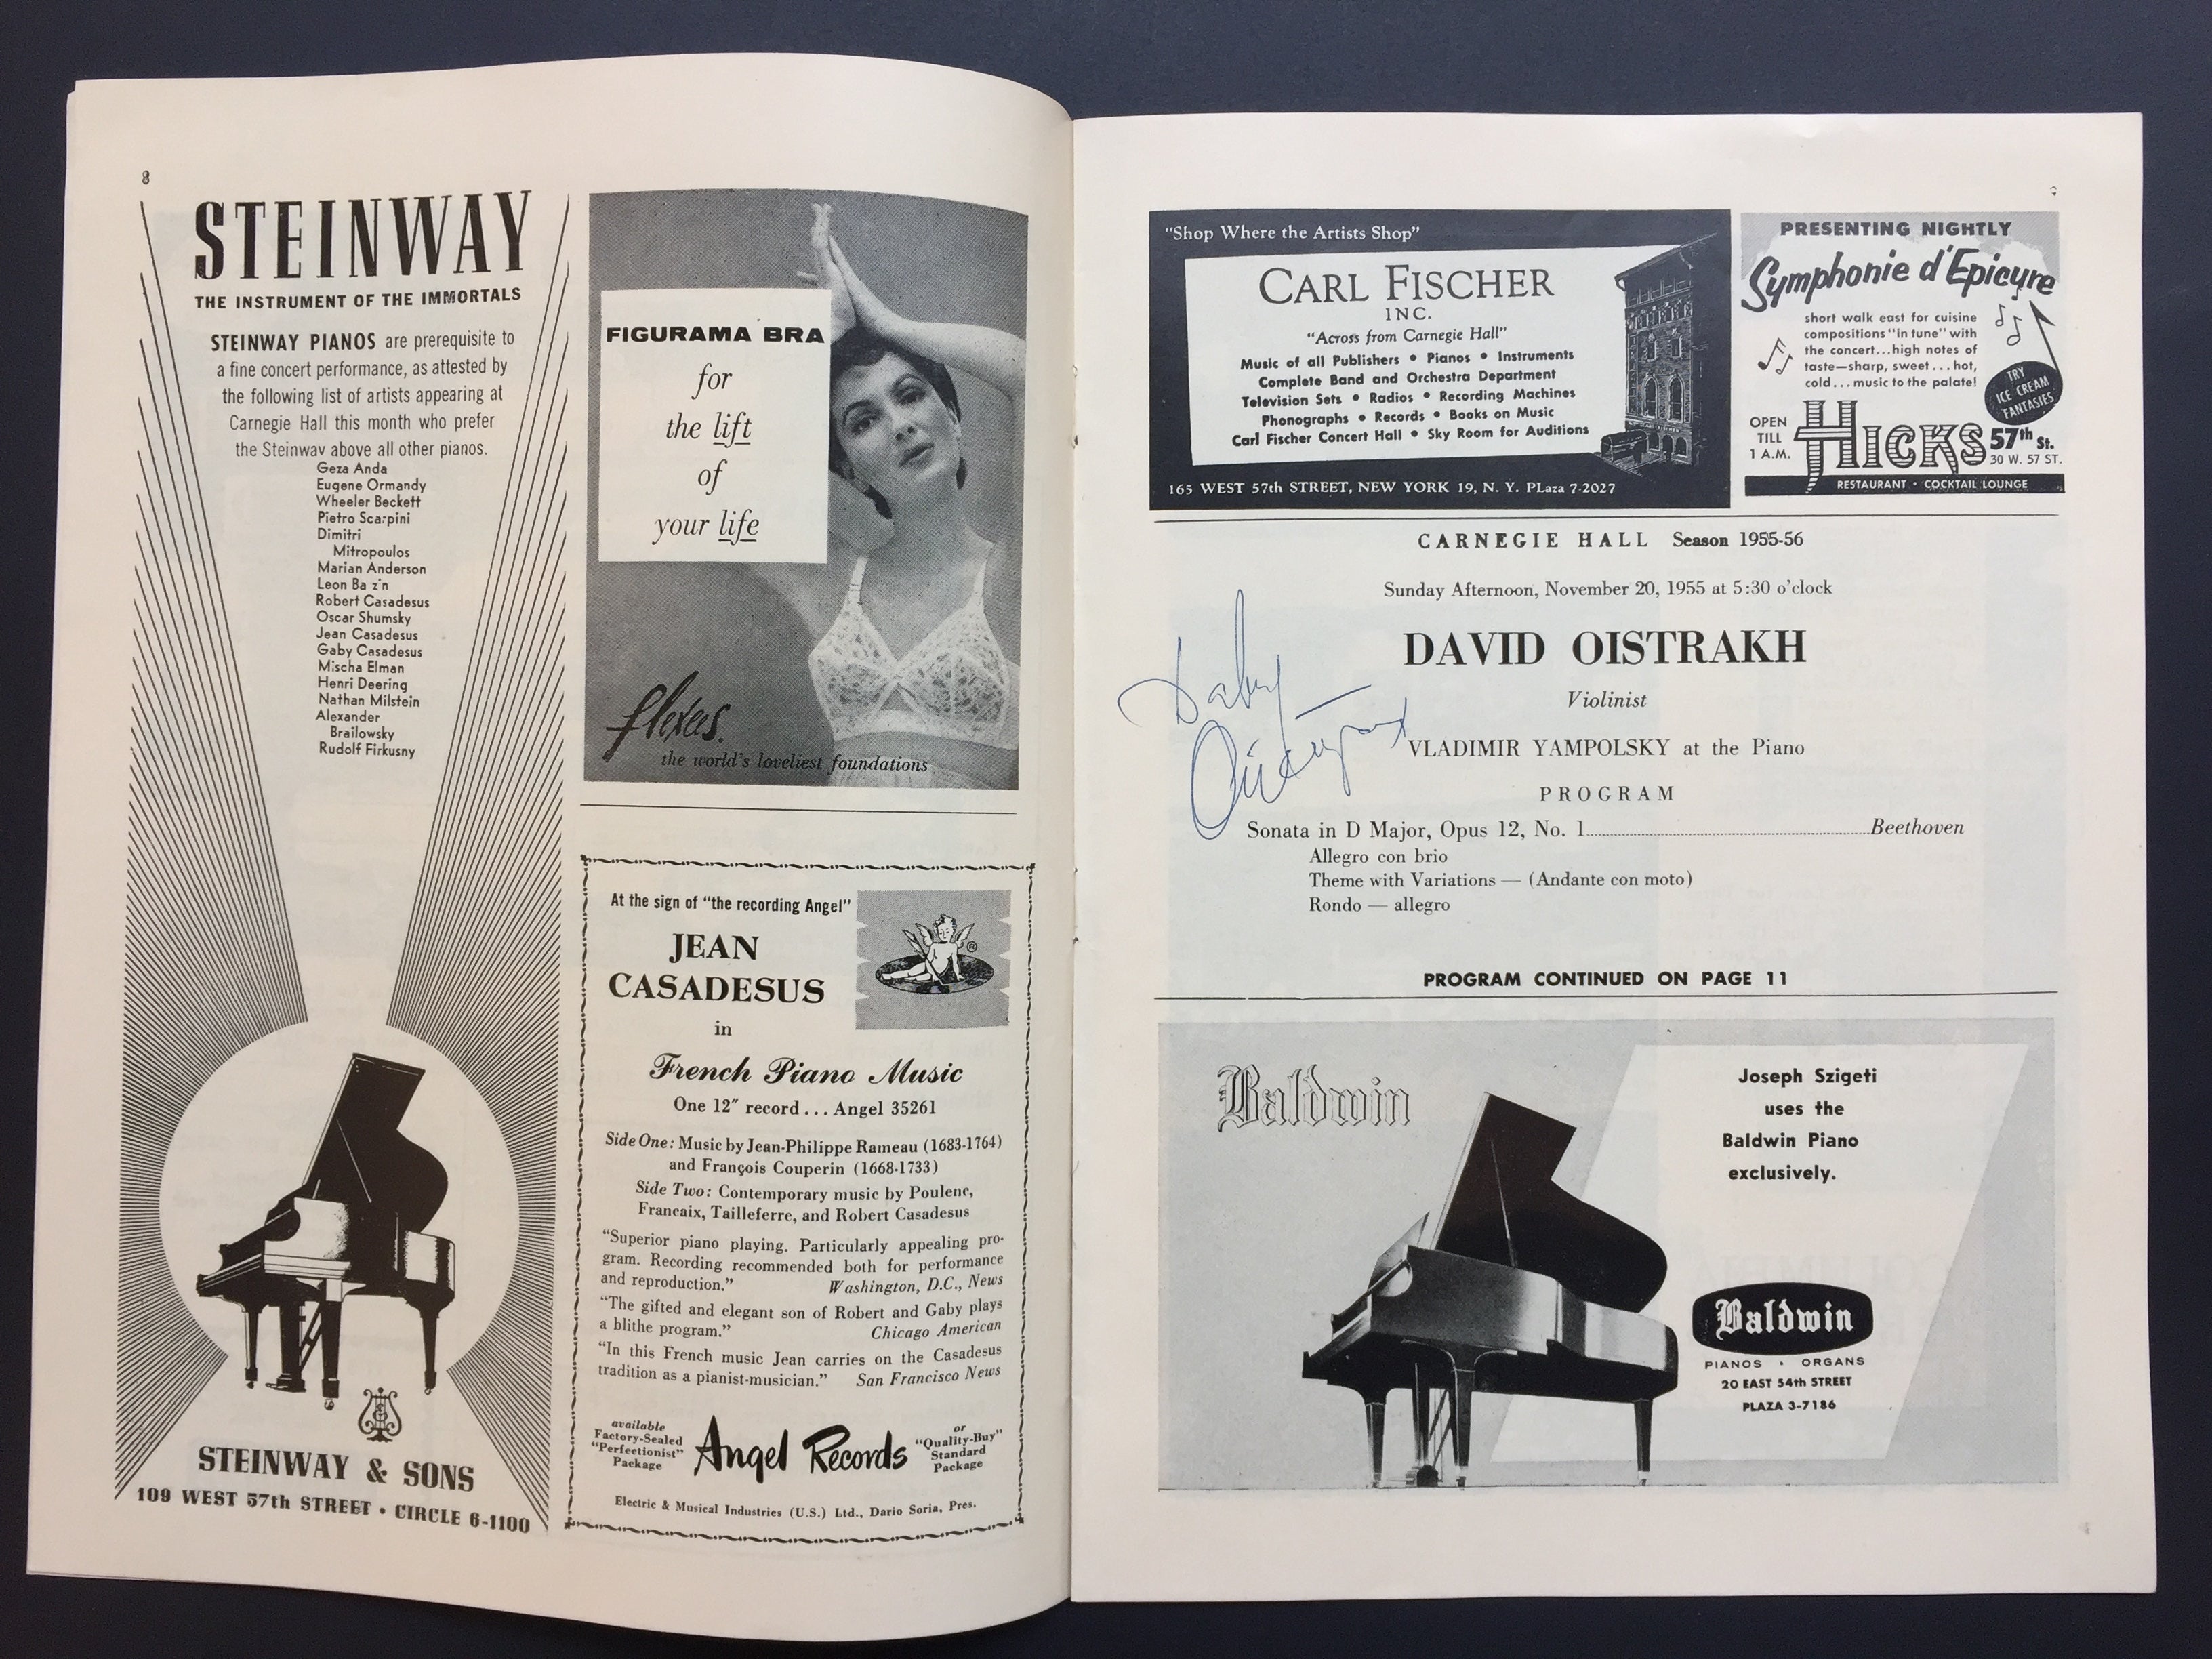 8
STEINWAY
THE INSTRUMENT OF THE IMMORTALS
STEINWAY PIANOS are prerequisite to
a fine concert performance, as attested by
the following list of artists appearing at
Carnegie Hall this month who prefer
the Steinway above all other pianos.
Geza Anda
Eugene Ormandy
Wheeler Beckett
Pietro Scarpini
Dimitri
Mitropoulos
Marian Anderson
Leon Ba z'n
Robert Casadesus
Oscar Shumsky
Jean Casadesus
Gaby Casadesus
Mischa Elman
Henri Deering
Nathan Milstein
Alexander
Brailowsky
Rudolf Firkusny
STEINWAY & SONS
109 WEST 57th STREET • CIRCLE 6-1100
FIGURAMA BRA
for
the lift
of
your life
flexees.
the world's loveliest foundations
At the sign of "the recording Angel"
JEAN
CASADESUS
®
in
French Piano Music
One 12″ record . . . Angel 35261
Side One: Music by Jean-Philippe Rameau (1683-1764)
and François Couperin (1668-1733)
Side Two: Contemporary music by Poulenc,
Francaix, Tailleferre, and Robert Casadesus
"Superior piano playing. Particularly appealing pro-
gram. Recording recommended both for performance
and reproduction." Washington, D.C., News
"The gifted and elegant son of Robert and Gaby plays
a blithe program." Chicago American
"In this French music Jean carries on the Casadesus
tradition as a pianist-musician." San Francisco News
available
Factory-Sealed
"Perfectionist"
Package
Angel Records
or
"Quality-Buy"
Standard
Package
Electric & Musical Industries (U.S.) Ltd., Dario Soria, Pres.
"Shop Where the Artists Shop"
CARL FISCHER
INC.
"Across from Carnegie Hall"
Music of all Publishers • Pianos • Instruments
Complete Band and Orchestra Department
Television Sets • Radios • Recording Machines
Phonographs • Records • Books on Music
Carl Fischer Concert Hall • Sky Room for Auditions
165 WEST 57th STREET, NEW YORK 19, N. Y. PLaza 7-2027
PRESENTING NIGHTLY
Symphonie d'Epicure
short walk east for cuisine
compositions "in tune" with
the concert...high notes of
taste—sharp, sweet...hot,
cold...music to the palate!
TRY
ICE CREAM
FANTASIES
OPEN
TILL
1 A.M.
HICKS
57th St.
30 W. 57 ST.
RESTAURANT • COCKTAIL LOUNGE
CARNEGIE HALL Season 1955-56
Sunday Afternoon, November 20, 1955 at 5:30 o'clock
DAVID OISTRAKH
Violinist
VLADIMIR YAMPOLSKY at the Piano
PROGRAM
Sonata in D Major, Opus 12, No. 1 Beethoven
Allegro con brio
Theme with Variations — (Andante con moto)
Rondo — allegro
PROGRAM CONTINUED ON PAGE 11
Baldwin
Joseph Szigeti
uses the
Baldwin Piano
exclusively.
Baldwin
PIANOS • ORGANS
20 EAST 54th STREET
PLAZA 3-7186